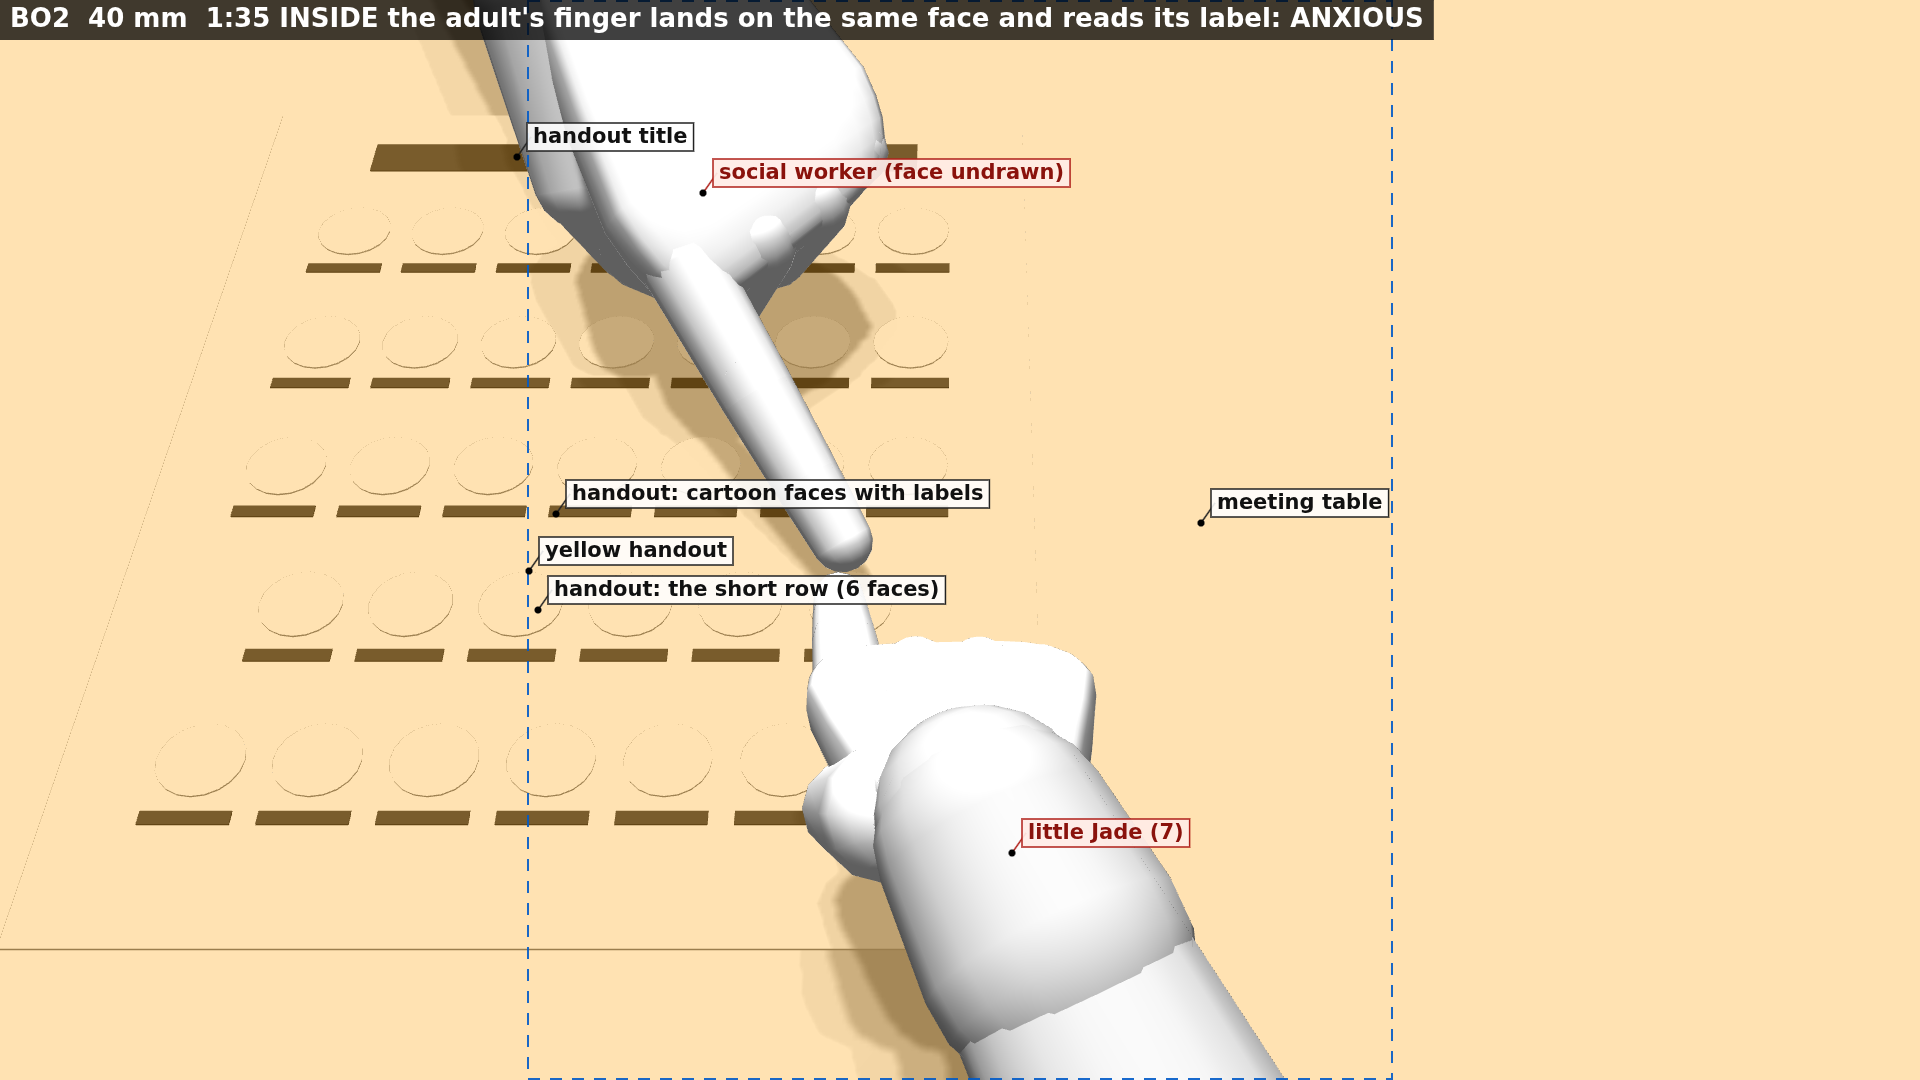 BO2 40 mm 1:35 INSIDE the adult's finger lands on the same face and reads its label: ANXIOUS
handout title
social worker (face undrawn)
handout: cartoon faces with labels
meeting table
yellow handout
handout: the short row (6 faces)
little Jade (7)